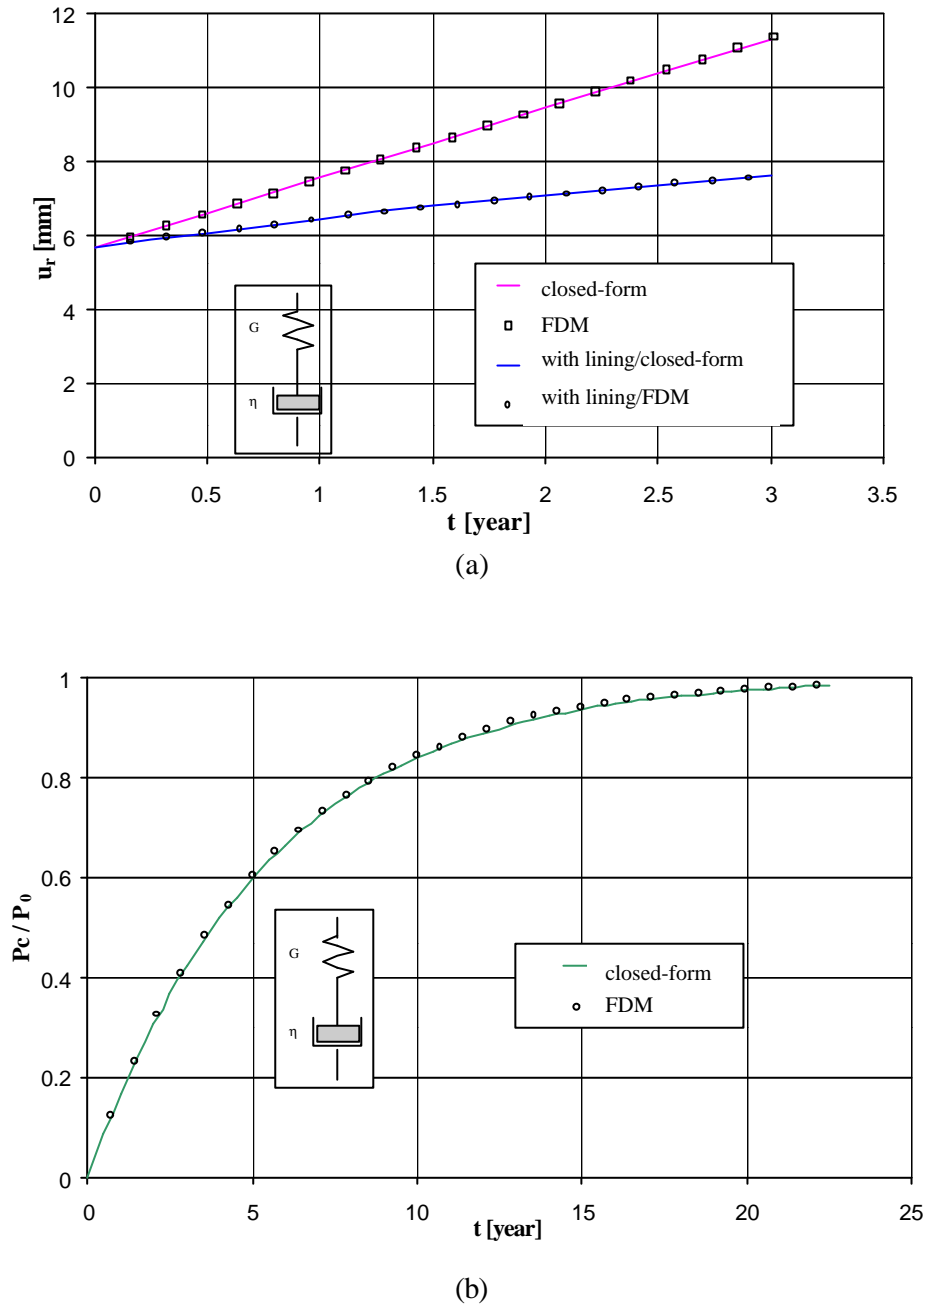 12
10
8
6
4
2
0
u_r [mm]
G
η
closed-form
FDM
with lining/closed-form
with lining/FDM
0 0.5 1 1.5 2 2.5 3 3.5
t [year]
(a)
1
0.8
0.6
0.4
0.2
0
Pc / P_0
G
η
closed-form
FDM
0 5 10 15 20 25
t [year]
(b)